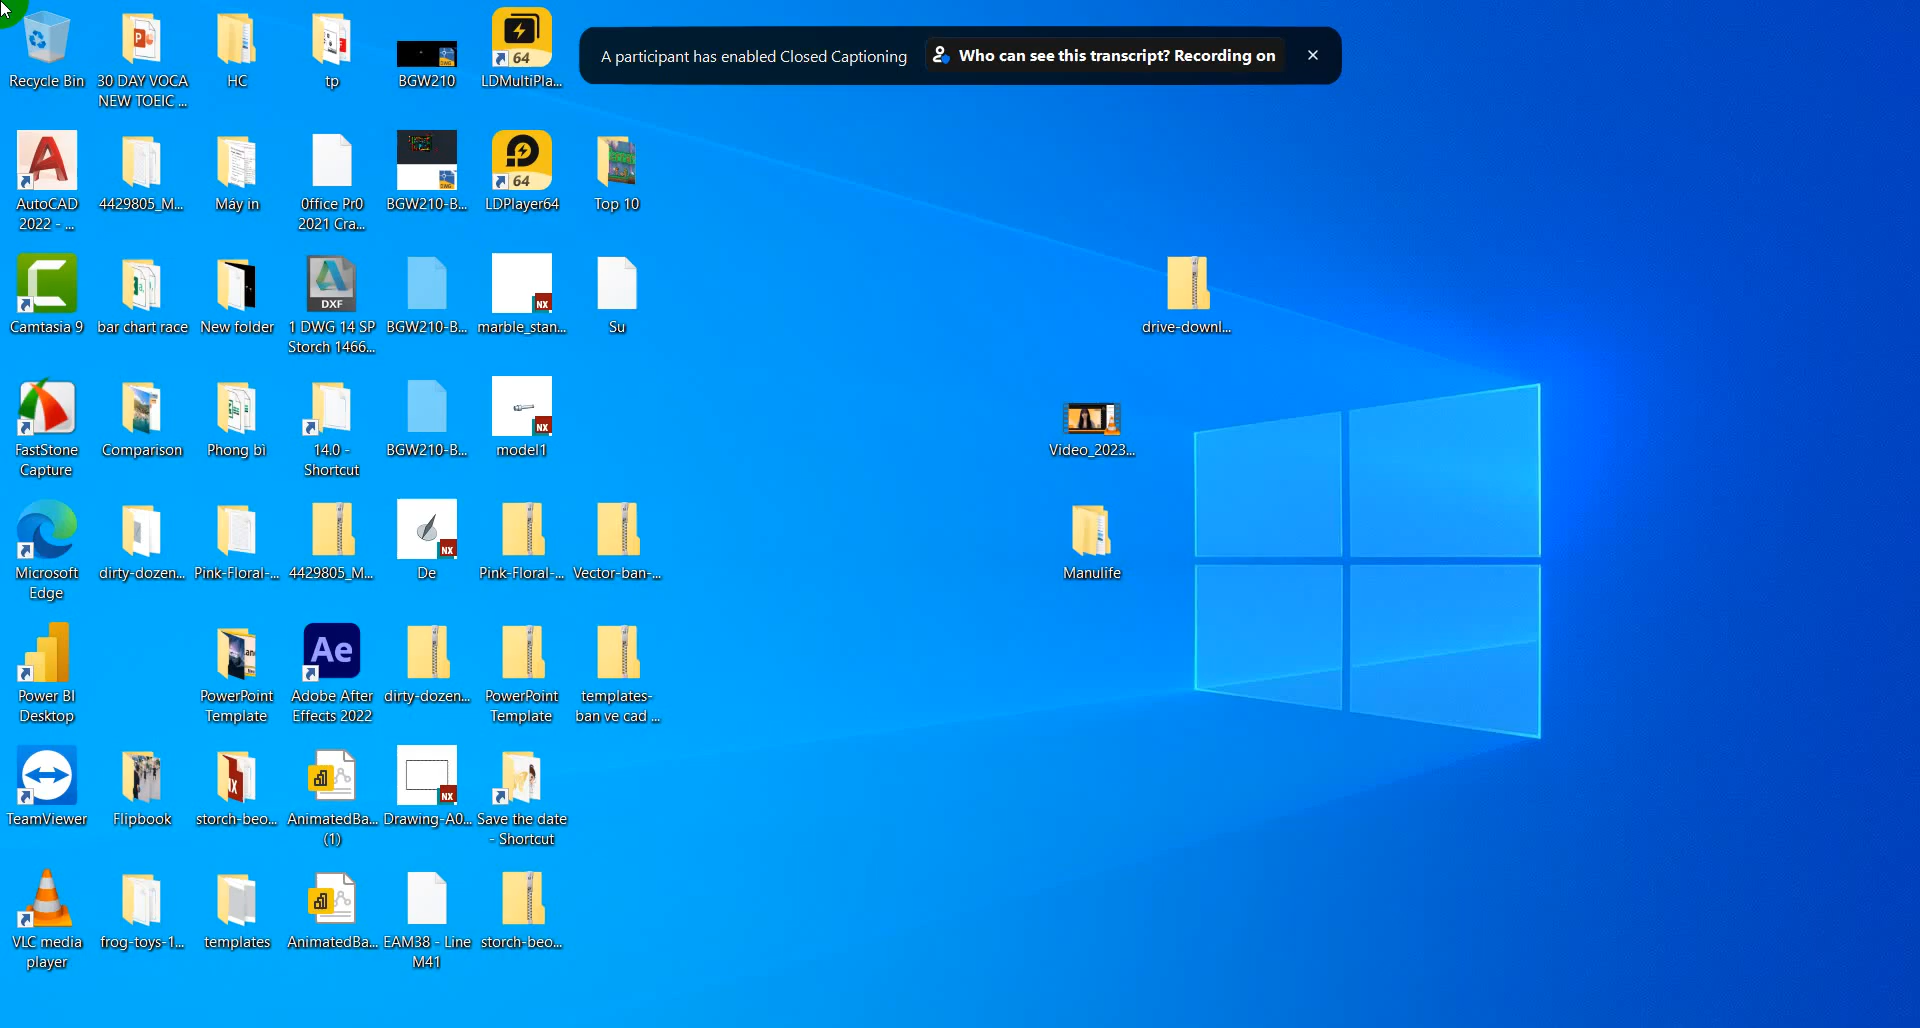 A participant has enabled Closed Captioning
Who can see this transcript? Recording on
Recycle Bin
30 DAY VOCA
NEW TOEIC ...
HC
tp
BGW210
LDMultiPla...
AutoCAD
2022 - ...
4429805_M...
Máy in
0ffice Pr0
2021 Cra...
BGW210-B...
LDPlayer64
Top 10
Camtasia 9
bar chart race
New folder
DXF
1 DWG 14 SP
Storch 1466...
BGW210-B...
marble_stan...
Su
drive-downl...
FastStone
Capture
Comparison
Phong bì
14.0 -
Shortcut
BGW210-B...
model1
Video_2023...
Microsoft
Edge
dirty-dozen...
Pink-Floral-...
4429805_M...
De
Pink-Floral-...
Vector-ban-...
Manulife
Power BI
Desktop
PowerPoint
Template
Ae
Adobe After
Effects 2022
dirty-dozen...
PowerPoint
Template
templates-
ban ve cad ...
TeamViewer
Flipbook
storch-beo...
AnimatedBa...
(1)
Drawing-A0...
Save the date
- Shortcut
VLC media
player
frog-toys-1...
templates
AnimatedBa...
EAM38 - Line
M41
storch-beo...